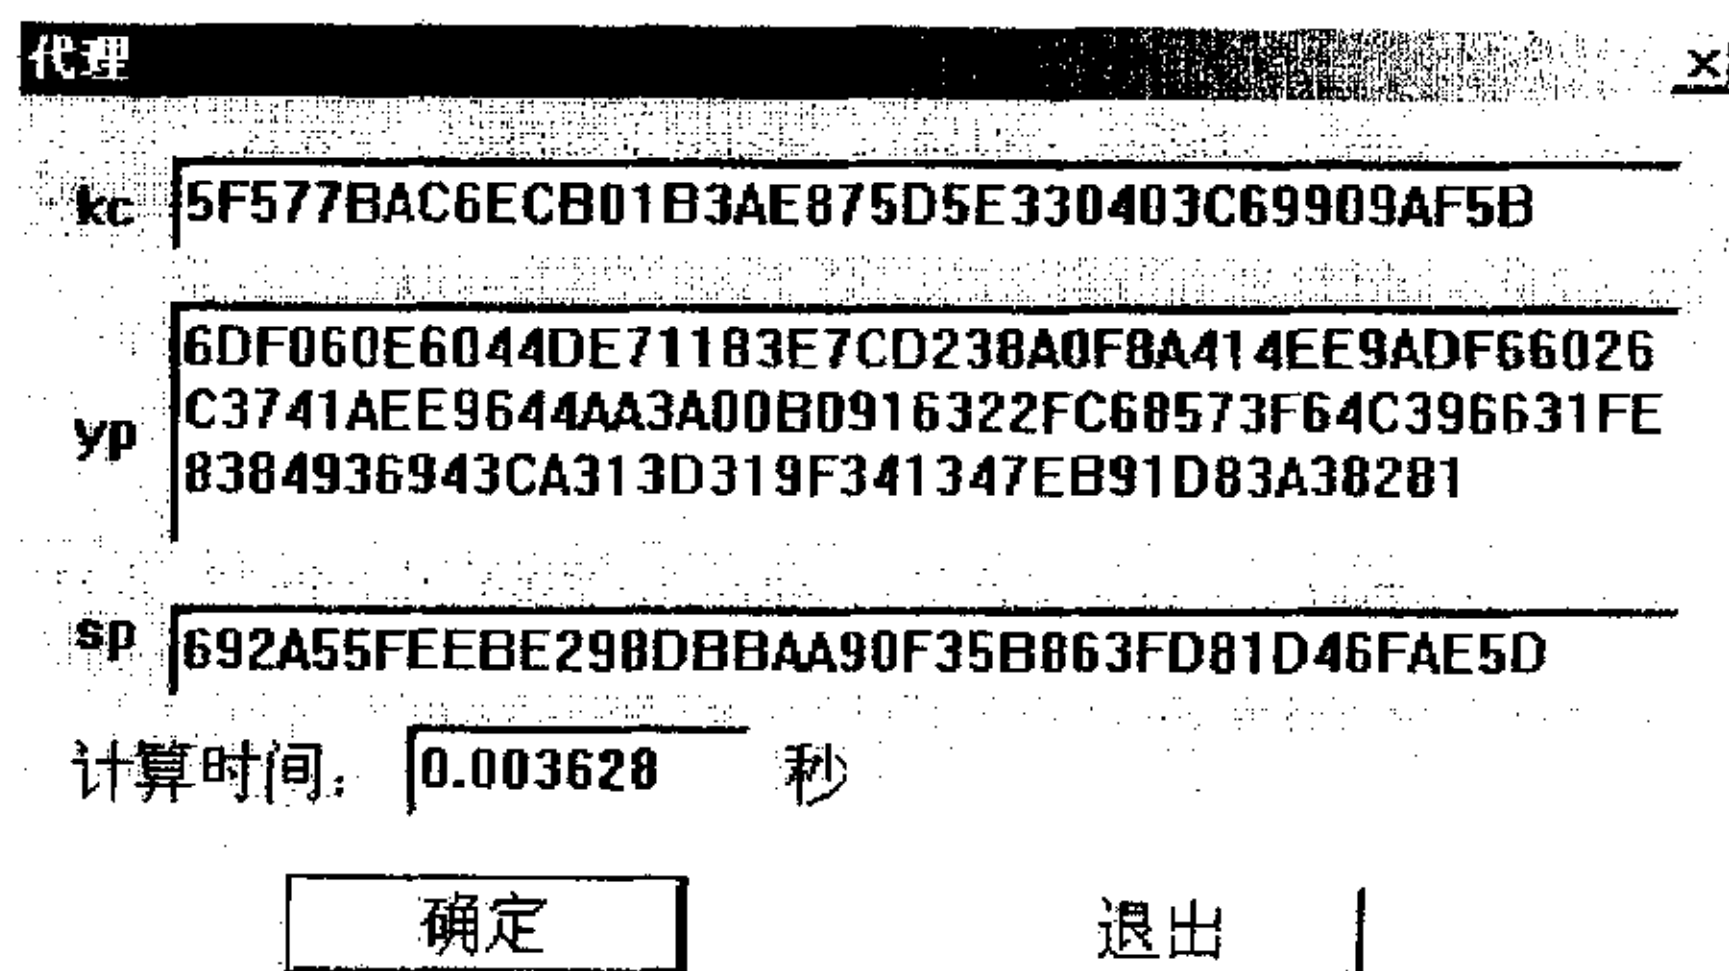 代理
kc 5F577BAC6ECB01B3AE875D5E330403C69909AF5B
6DF060E6044DE71183E7CD238A0F8A414EE9ADF66026
yp C3741AEE9644AA3A00B0916322FC68573F64C396631FE
8384936943CA313D319F341347EB91D83A38281
sp 692A55FEEBE298DBBAA90F35B863FD81D46FAE5D
计算时间: 0.003628 秒
确定 退出